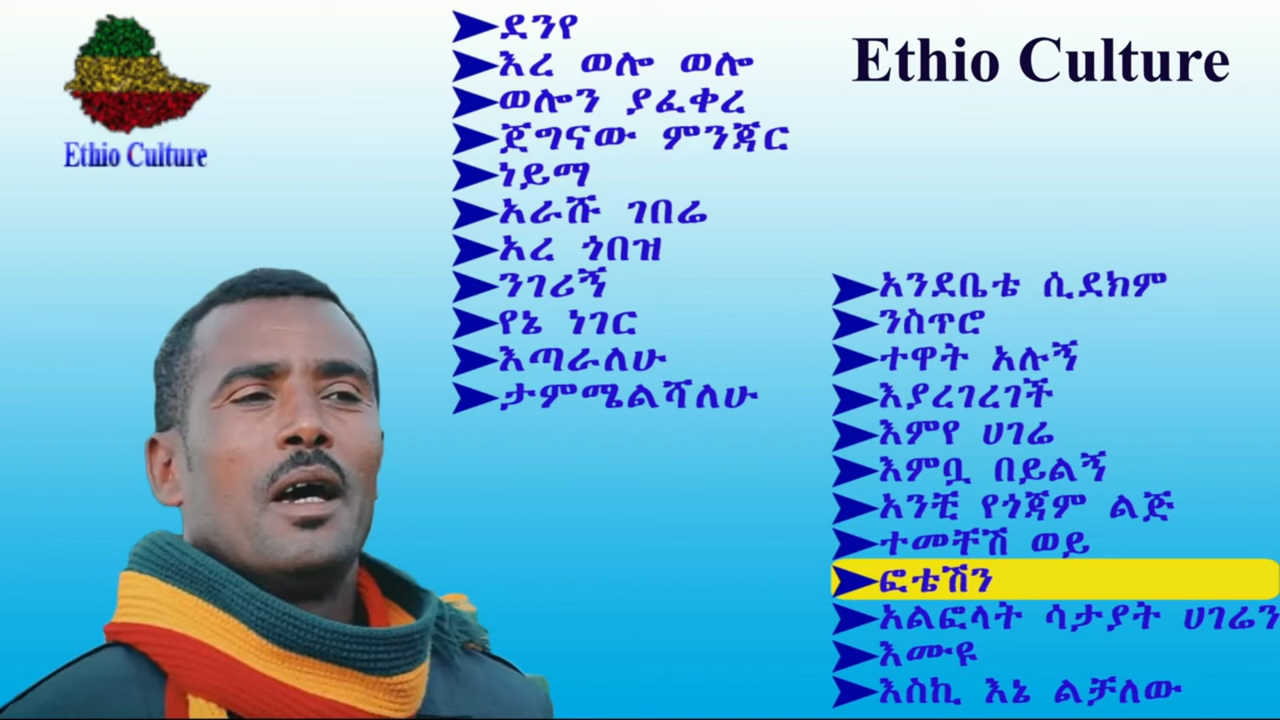 Ethio Culture
ደንየ
እረ ወሎ ወሎ
ወሎን ያፈቀረ
ጀግናው ምንጃር
ነይማ
አራሹ ገበሬ
አረ ጎበዝ
ንገሪኝ
የኔ ነገር
እጣራለሁ
ታምሜልሻለሁ
Ethio Culture
አንደቤቴ ሲደክም
ንስጥሮ
ተዋት አሉኝ
እያረገረገች
እምየ ሀገሬ
እምቧ በይልኝ
አንቺ የጎጃም ልጅ
ተመቸሽ ወይ
ፎቴሽን
አልፎላት ሳታያት ሀገሬን
እሙዬ
እስኪ እኔ ልቻለው